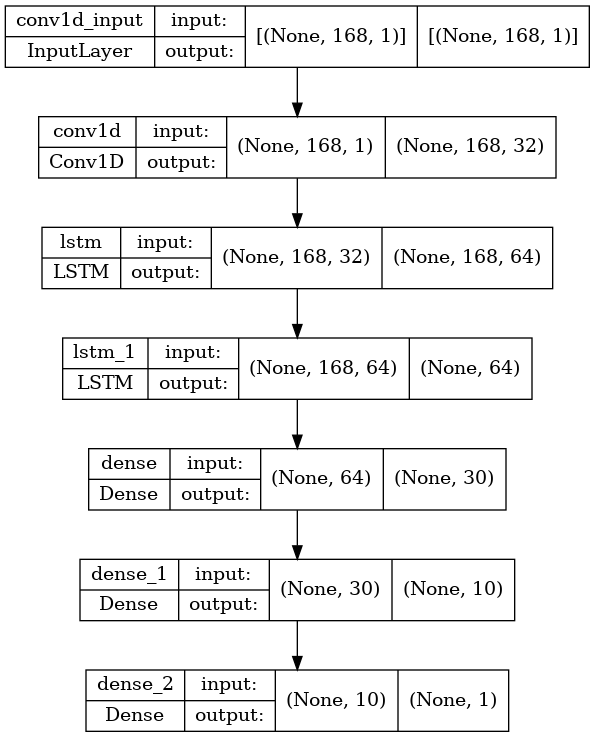 conv1d_input input: [(None, 168, 1)] [(None, 168, 1)]
InputLayer output:
conv1d input: (None, 168, 1) (None, 168, 32)
Conv1D output:
lstm input: (None, 168, 32) (None, 168, 64)
LSTM output:
lstm_1 input: (None, 168, 64) (None, 64)
LSTM output:
dense input: (None, 64) (None, 30)
Dense output:
dense_1 input: (None, 30) (None, 10)
Dense output:
dense_2 input: (None, 10) (None, 1)
Dense output: